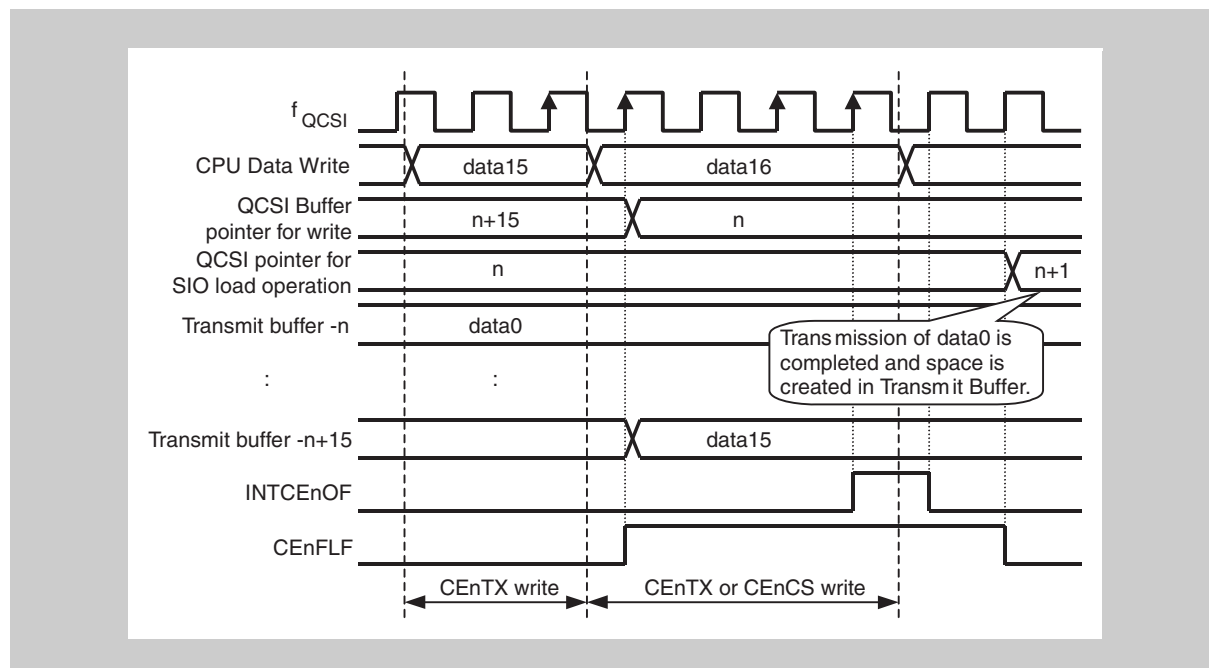 f QCSI
CPU Data Write
data15
data16
QCSI Buffer
pointer for write
n+15
n
QCSI pointer for
SIO load operation
n
n+1
Transmit buffer -n
data0
Transmission of data0 is
completed and space is
created in Transmit Buffer.
:
:
Transmit buffer -n+15
data15
INTCEnOF
CEnFLF
CEnTX write
CEnTX or CEnCS write